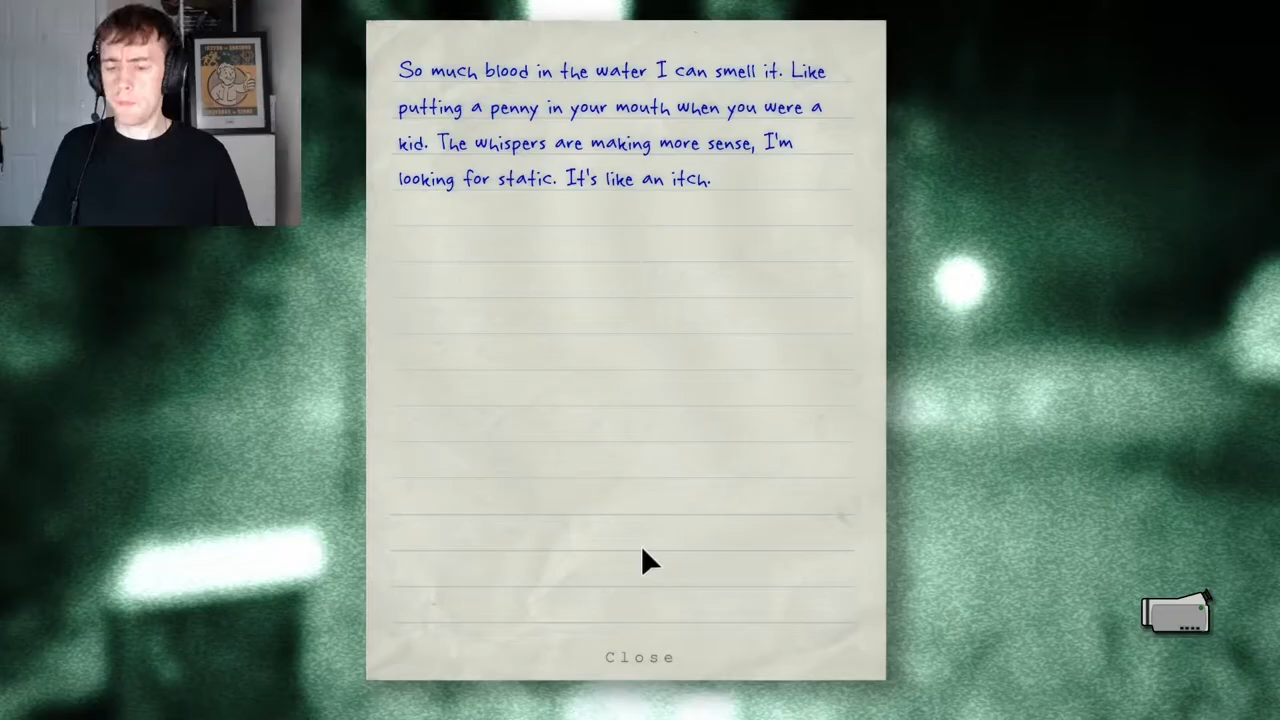 So much blood in the water I can smell it. Like
putting a penny in your mouth when you were a
kid. The whispers are making more sense, I'm
looking for static. It's like an itch.
Close